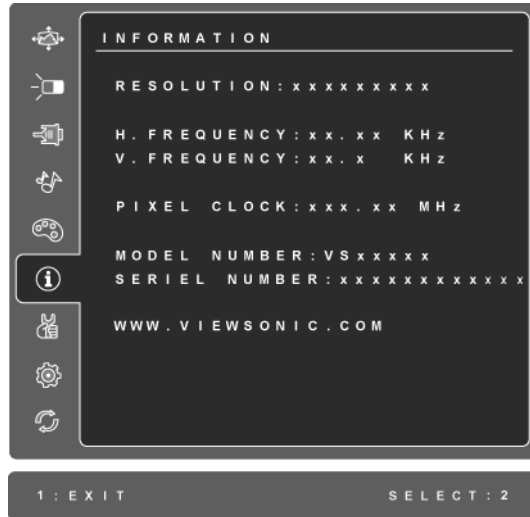 INFORMATION
RESOLUTION:xxxxxxxxx
H. FREQUENCY:xx.xx KHz
V. FREQUENCY:xx.x KHz
PIXEL CLOCK:xxx.xx MHz
MODEL NUMBER:VSxxxxx
SERIEL NUMBER:xxxxxxxxxxxx
WWW.VIEWSONIC.COM
1:EXIT SELECT:2